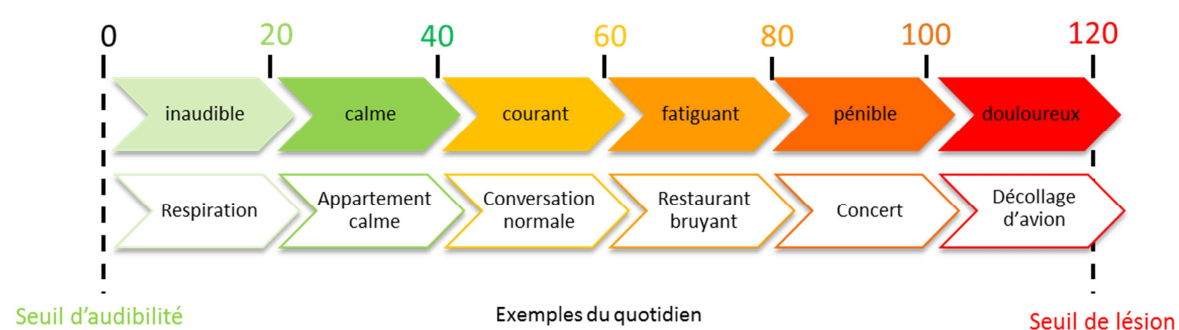 0 20 40 60 80 100 120
inaudible calme courant fatiguant pénible douloureux
Respiration Appartement calme Conversation normale Restaurant bruyant Concert Décollage d’avion
Seuil d’audibilité Exemples du quotidien Seuil de lésion